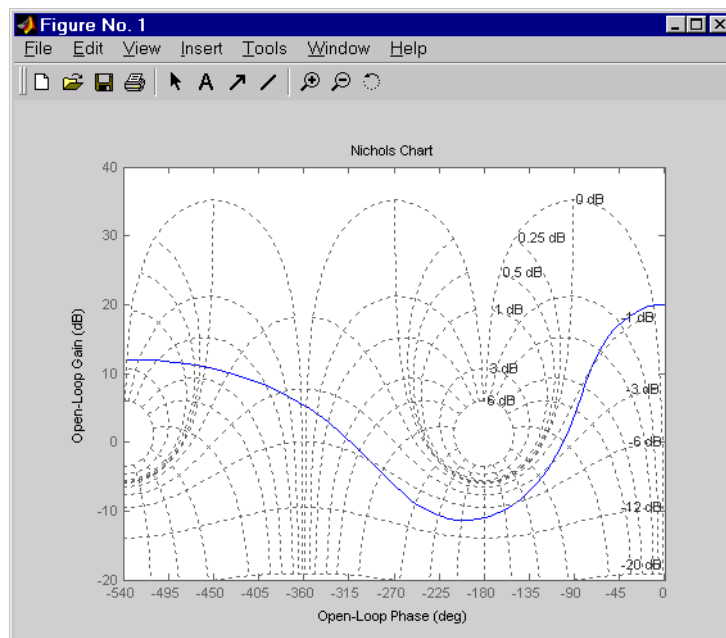 Figure No. 1
File Edit View Insert Tools Window Help
A
Nichols Chart
40
30
20
10
0
-10
-20
Open-Loop Gain (dB)
0 dB
0.25 dB
0.5 dB
1 dB
-1 dB
3 dB
6 dB
-3 dB
-6 dB
-12 dB
-20 dB
-540 -495 -450 -405 -360 -315 -270 -225 -180 -135 -90 -45 0
Open-Loop Phase (deg)